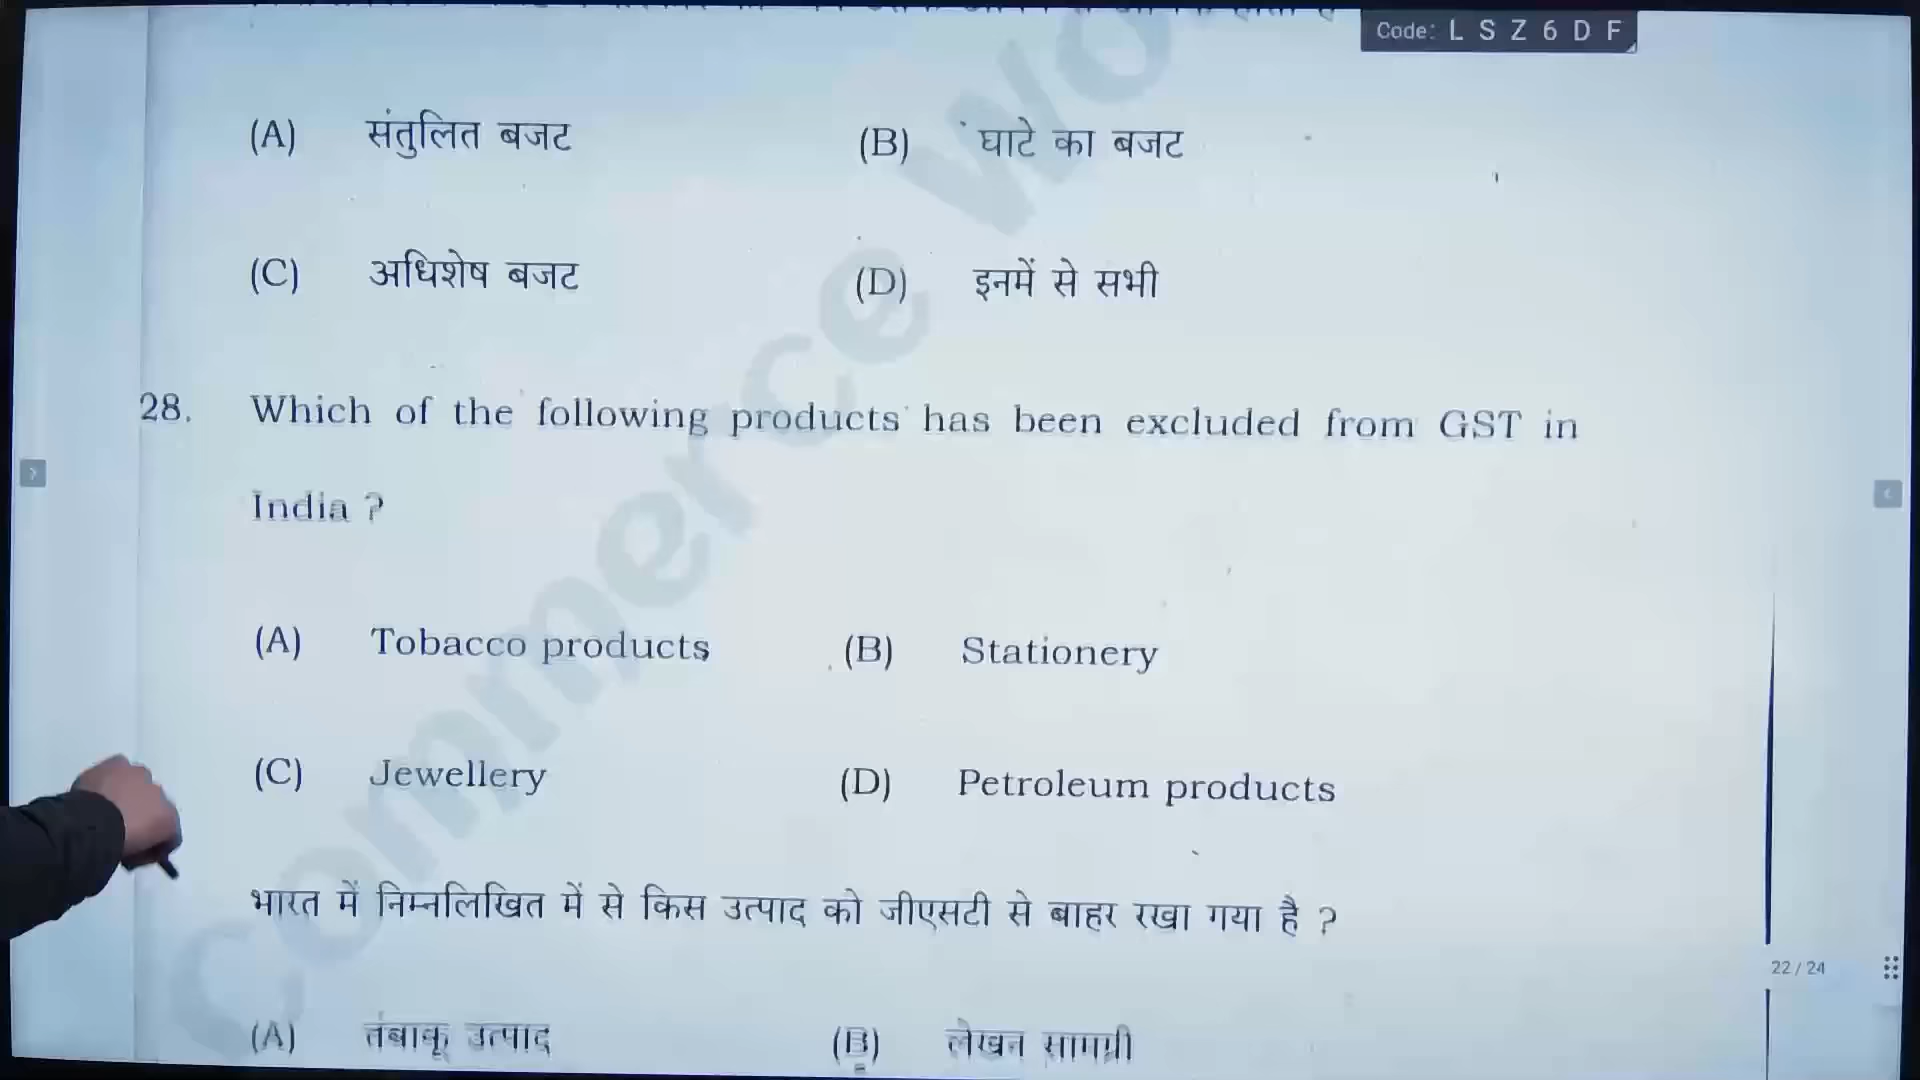 Code: L S Z 6 D F
(A) संतुलित बजट (B) घाटे का बजट
(C) अधिशेष बजट (D) इनमें से सभी
28. Which of the following products has been excluded from GST in
India ?
(A) Tobacco products (B) Stationery
(C) Jewellery (D) Petroleum products
भारत में निम्नलिखित में से किस उत्पाद को जीएसटी से बाहर रखा गया है ?
22 / 24
(A) तंबाकू उत्पाद (B) लेखन सामग्री
Commerce Wo